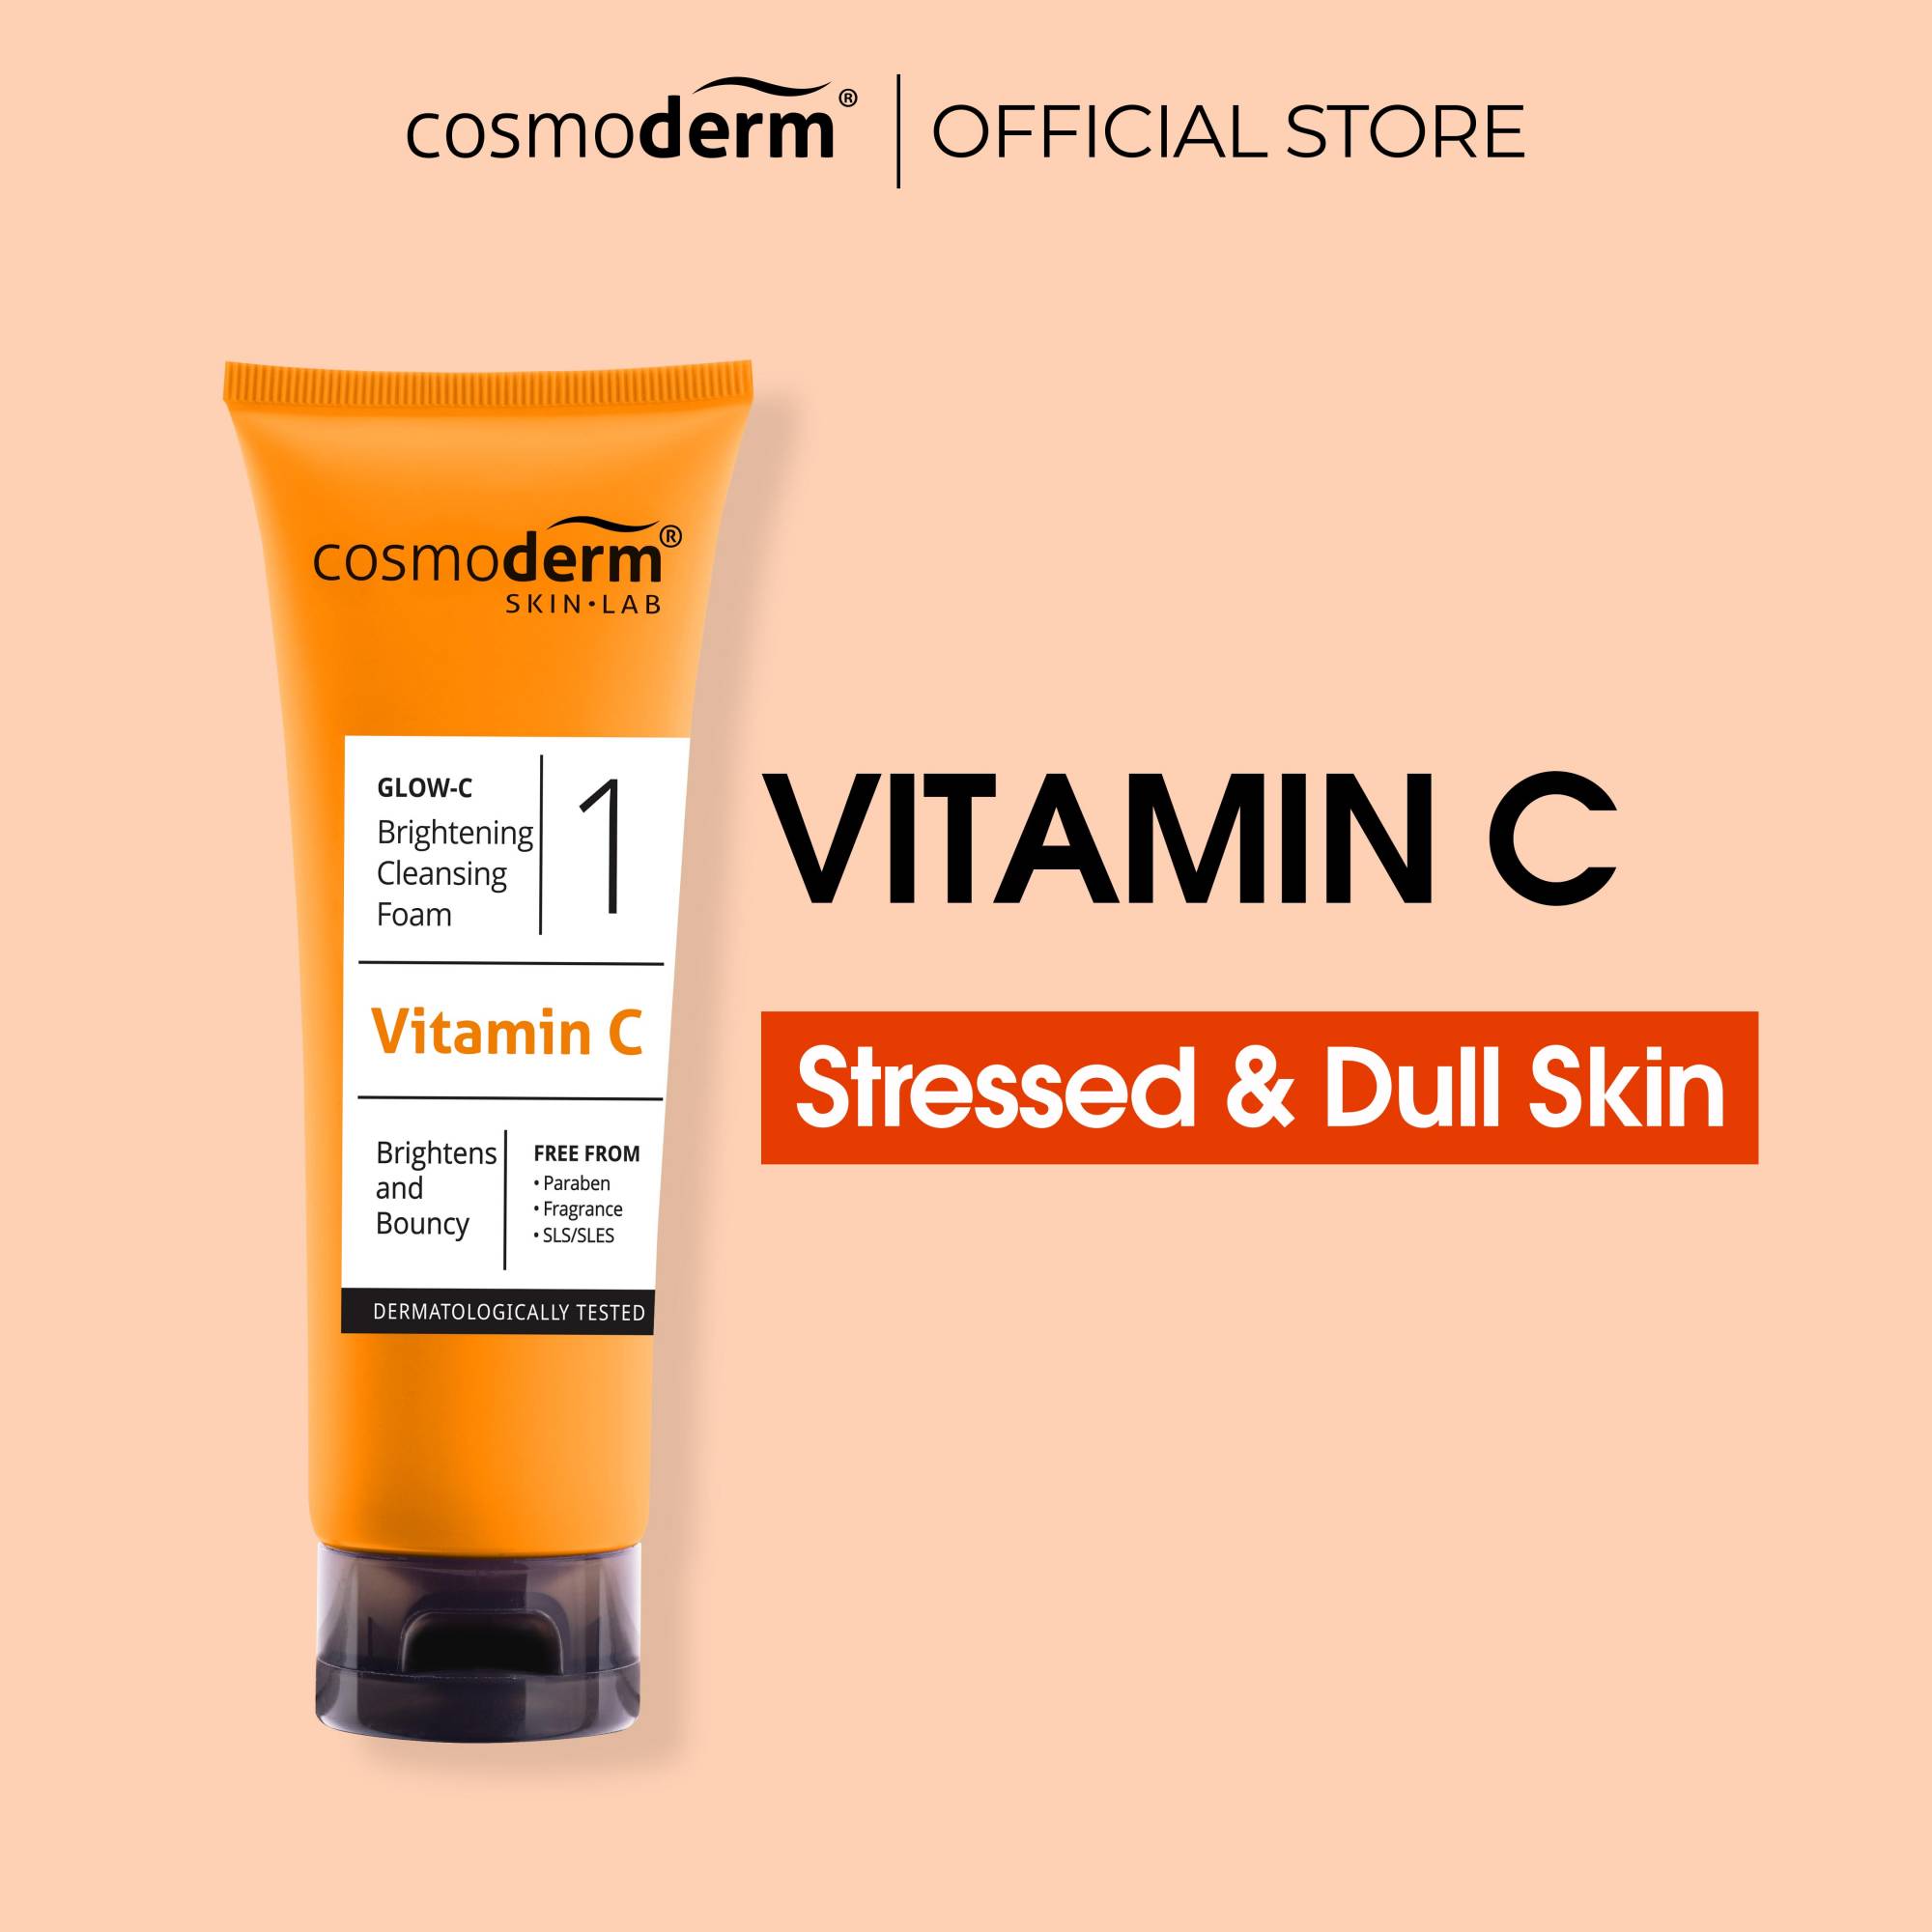 cosmoderm® | OFFICIAL STORE
cosmoderm®
SKIN•LAB
GLOW-C
Brightening
Cleansing
Foam
1
Vitamin C
Brightens
and
Bouncy
FREE FROM
• Paraben
• Fragrance
• SLS/SLES
DERMATOLOGICALLY TESTED
VITAMIN C
Stressed & Dull Skin